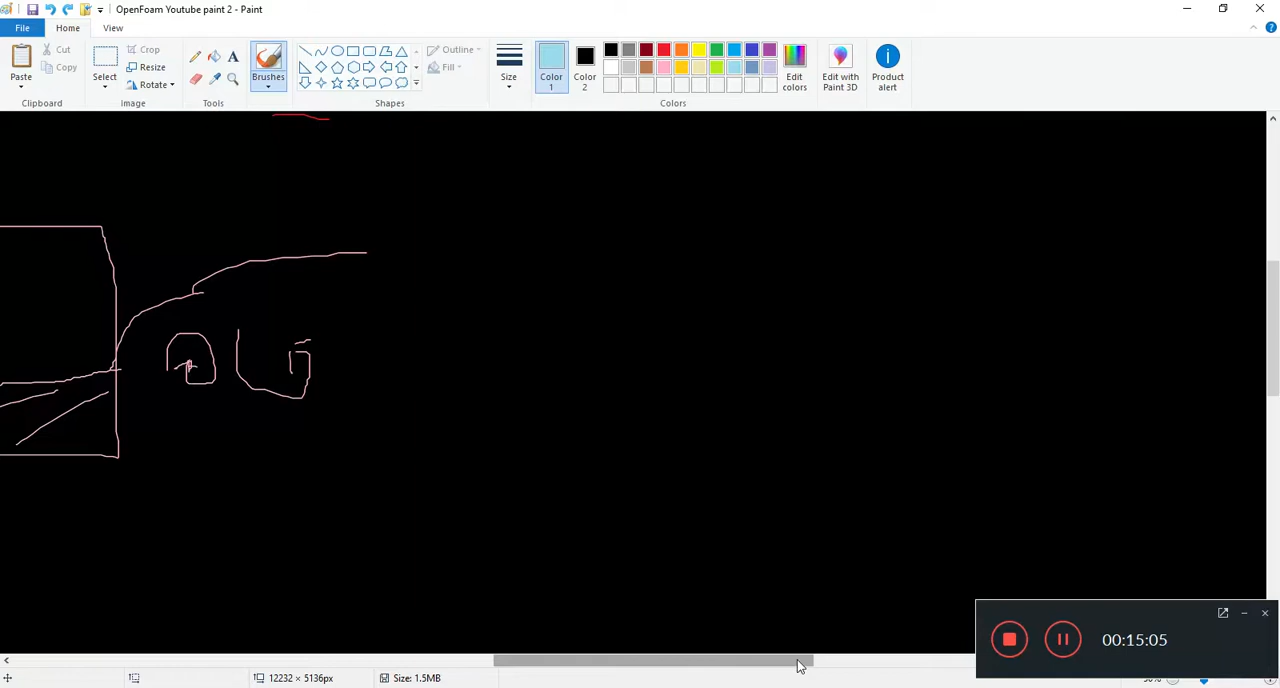 OpenFoam Youtube paint 2 - Paint
File Home View
Paste Cut Copy Select Crop Resize Rotate Brushes Outline Fill Size Color 1 Color 2 Edit colors Edit with Paint 3D Product alert
Clipboard Image Tools Shapes Colors
00:15:05
12232 × 5136px Size: 1.5MB